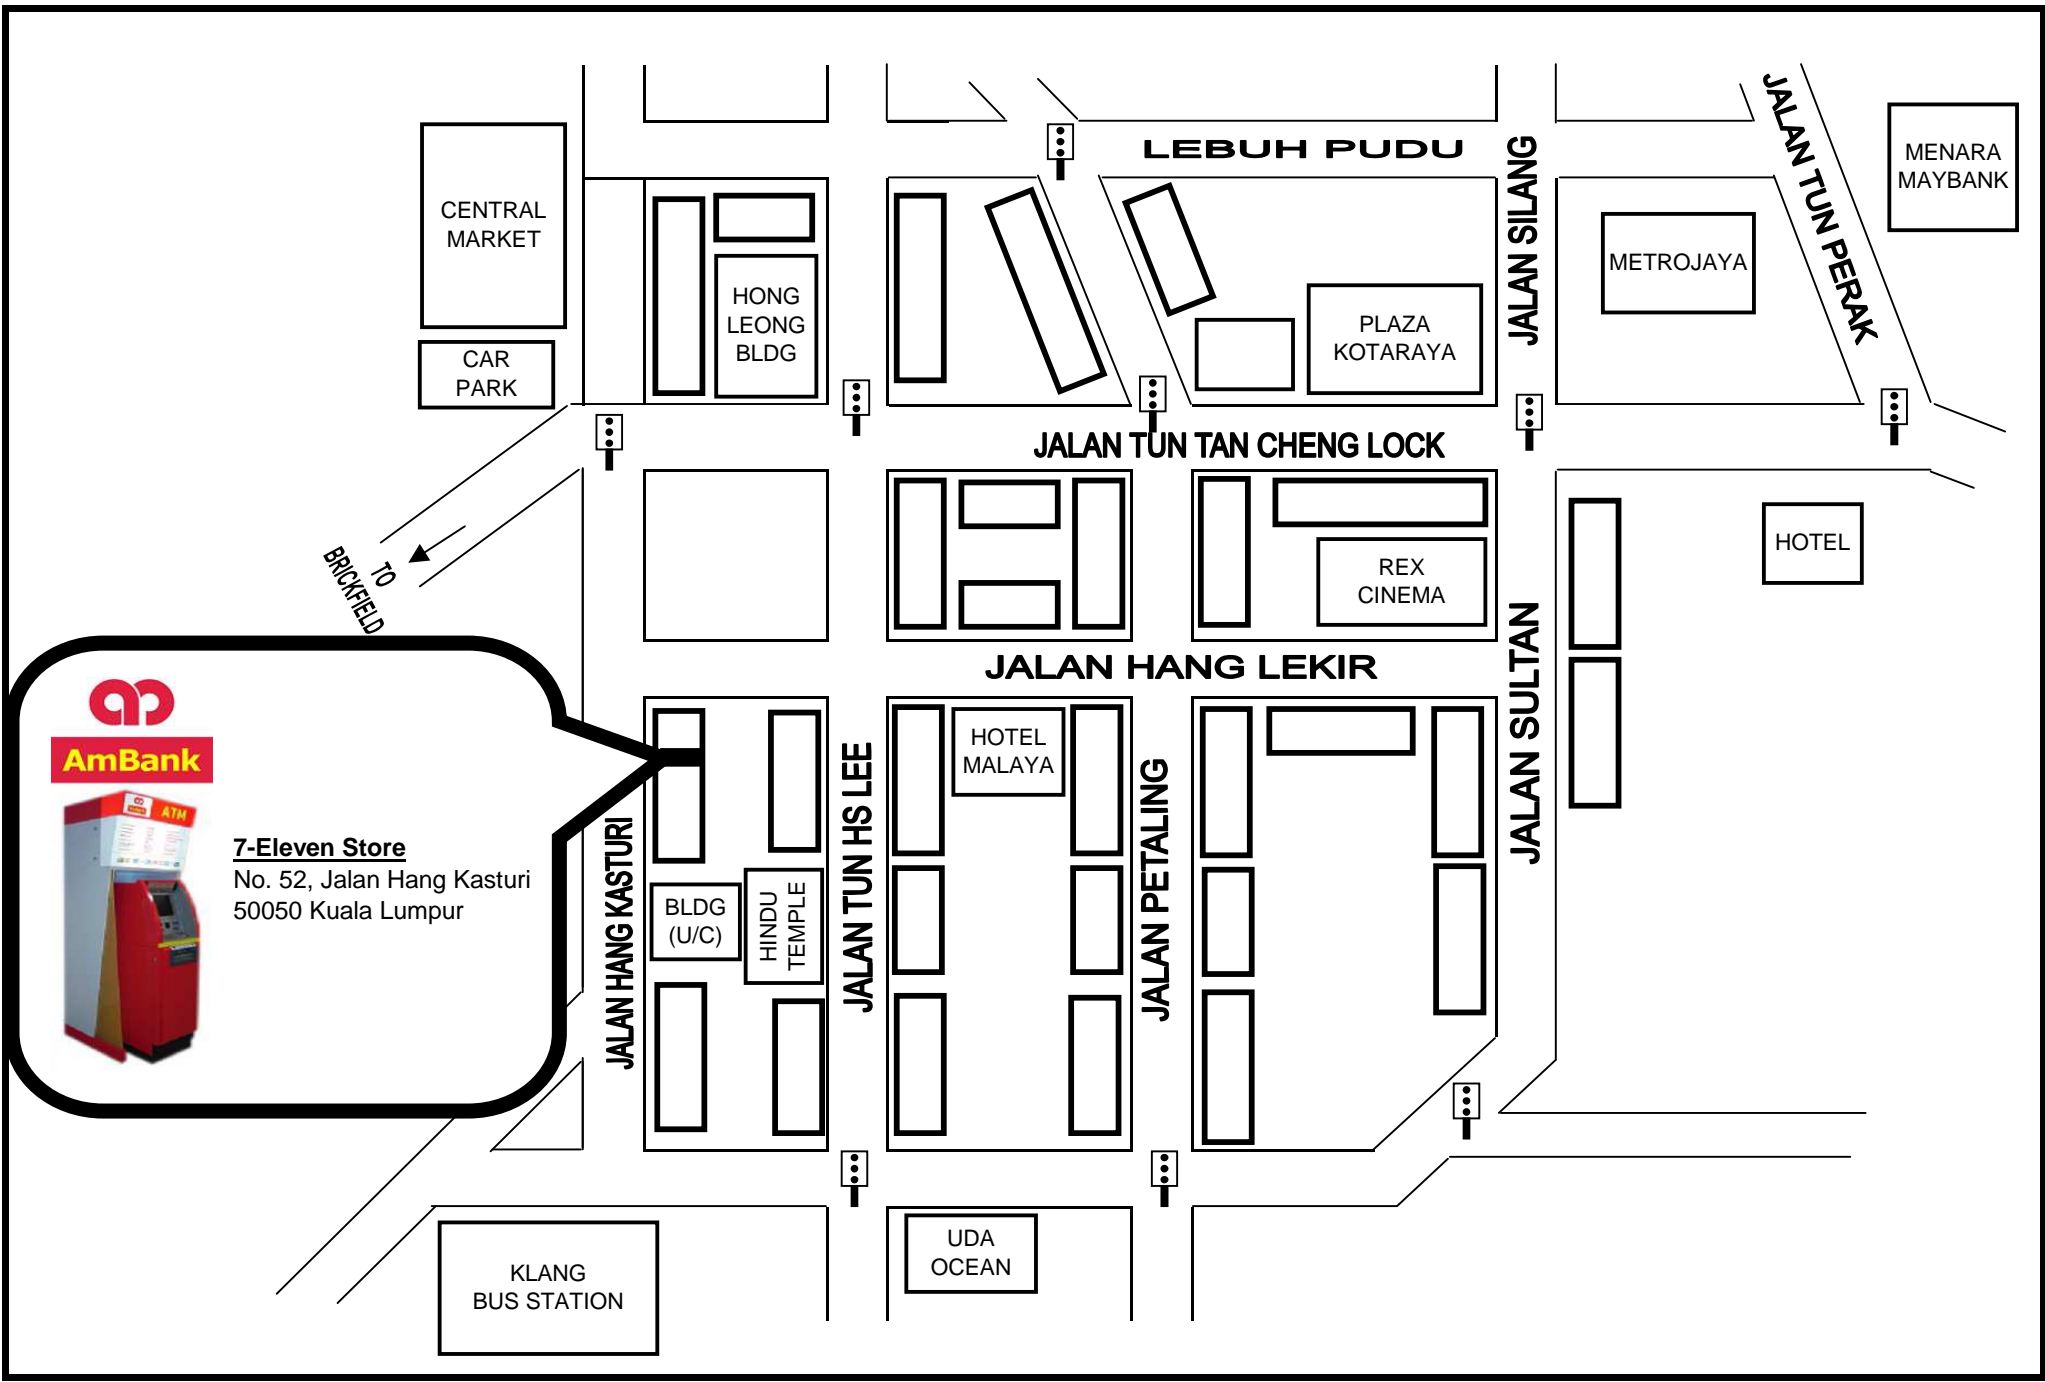 LEBUH PUDU
JALAN SILANG
JALAN TUN PERAK
MENARA
MAYBANK
CENTRAL
MARKET
METROJAYA
HONG
LEONG
BLDG
PLAZA
KOTARAYA
CAR
PARK
JALAN TUN TAN CHENG LOCK
TO
BRICKFIELD
REX
CINEMA
HOTEL
JALAN HANG LEKIR
JALAN SULTAN
AmBank
ATM
7-Eleven Store
No. 52, Jalan Hang Kasturi
50050 Kuala Lumpur
HOTEL
MALAYA
JALAN HANG KASTURI
BLDG
(U/C)
HINDU
TEMPLE
JALAN TUN HS LEE
JALAN PETALING
KLANG
BUS STATION
UDA
OCEAN